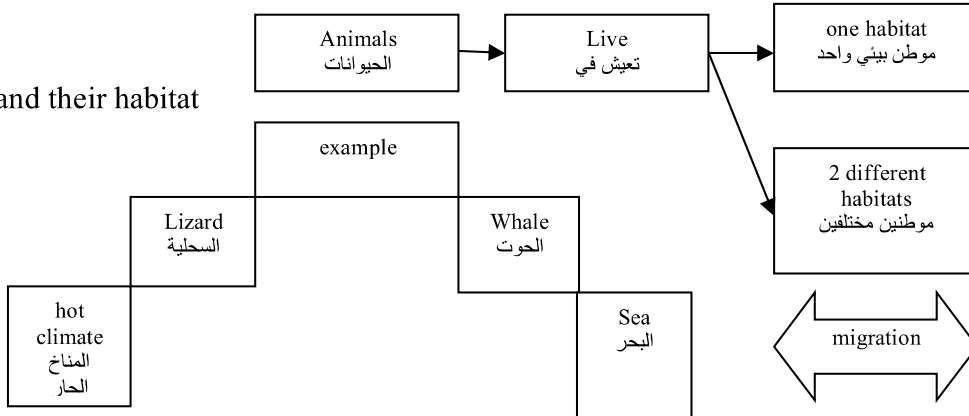 Animals
الحيوانات
Live
تعيش في
one habitat
موطن بيئي واحد
and their habitat
example
2 different
habitats
موطنين مختلفين
Lizard
السحلية
Whale
الحوت
hot
climate
المناخ
الحار
Sea
البحر
migration